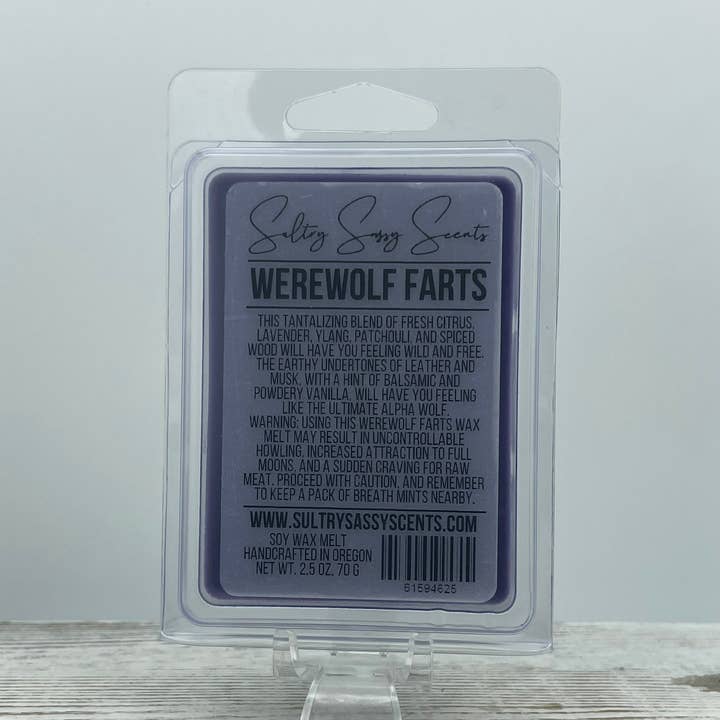 Sultry Sassy Scents
WEREWOLF FARTS
THIS TANTALIZING BLEND OF FRESH CITRUS,
LAVENDER, YLANG, PATCHOULI, AND SPICED
WOOD WILL HAVE YOU FEELING WILD AND FREE.
THE EARTHY UNDERTONES OF LEATHER AND
MUSK, WITH A HINT OF BALSAMIC AND
POWDERY VANILLA, WILL HAVE YOU FEELING
LIKE THE ULTIMATE ALPHA WOLF.
WARNING: USING THIS WEREWOLF FARTS WAX
MELT MAY RESULT IN UNCONTROLLABLE
HOWLING, INCREASED ATTRACTION TO FULL
MOONS, AND A SUDDEN CRAVING FOR RAW
MEAT. PROCEED WITH CAUTION, AND REMEMBER
TO KEEP A PACK OF BREATH MINTS NEARBY.
WWW.SULTRYSASSYSCENTS.COM
SOY WAX MELT
HANDCRAFTED IN OREGON
NET WT. 2.5 OZ, 70 G
61594625